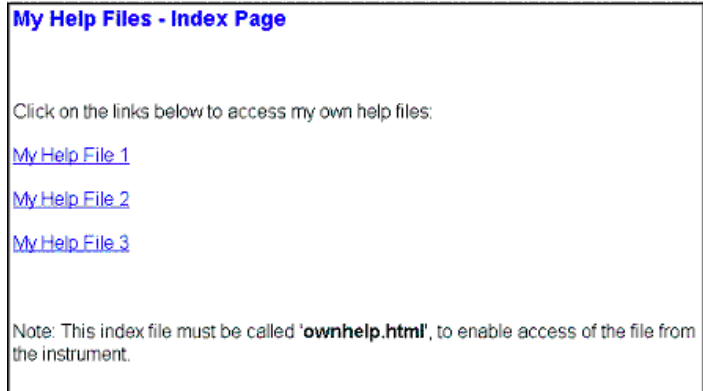 My Help Files - Index Page
Click on the links below to access my own help files:
My Help File 1
My Help File 2
My Help File 3
Note: This index file must be called 'ownhelp.html', to enable access of the file from
the instrument.